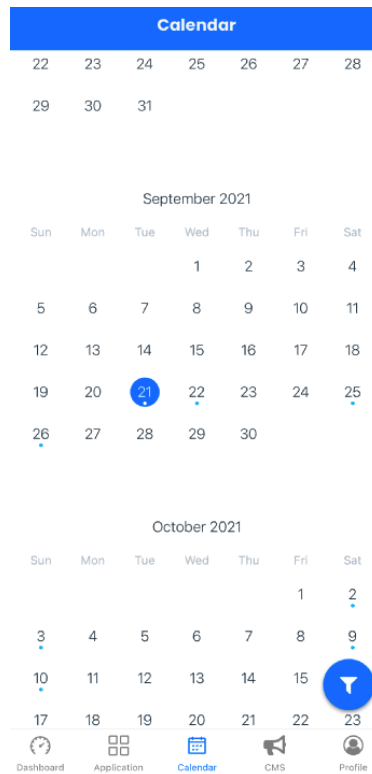 Calendar
22 23 24 25 26 27 28
29 30 31
September 2021
Sun Mon Tue Wed Thu Fri Sat
1 2 3 4
5 6 7 8 9 10 11
12 13 14 15 16 17 18
19 20 21 22 23 24 25
26 27 28 29 30
October 2021
Sun Mon Tue Wed Thu Fri Sat
1 2
3 4 5 6 7 8 9
10 11 12 13 14 15
17 18 19 20 21 22 23
Dashboard Application Calendar CMS Profile